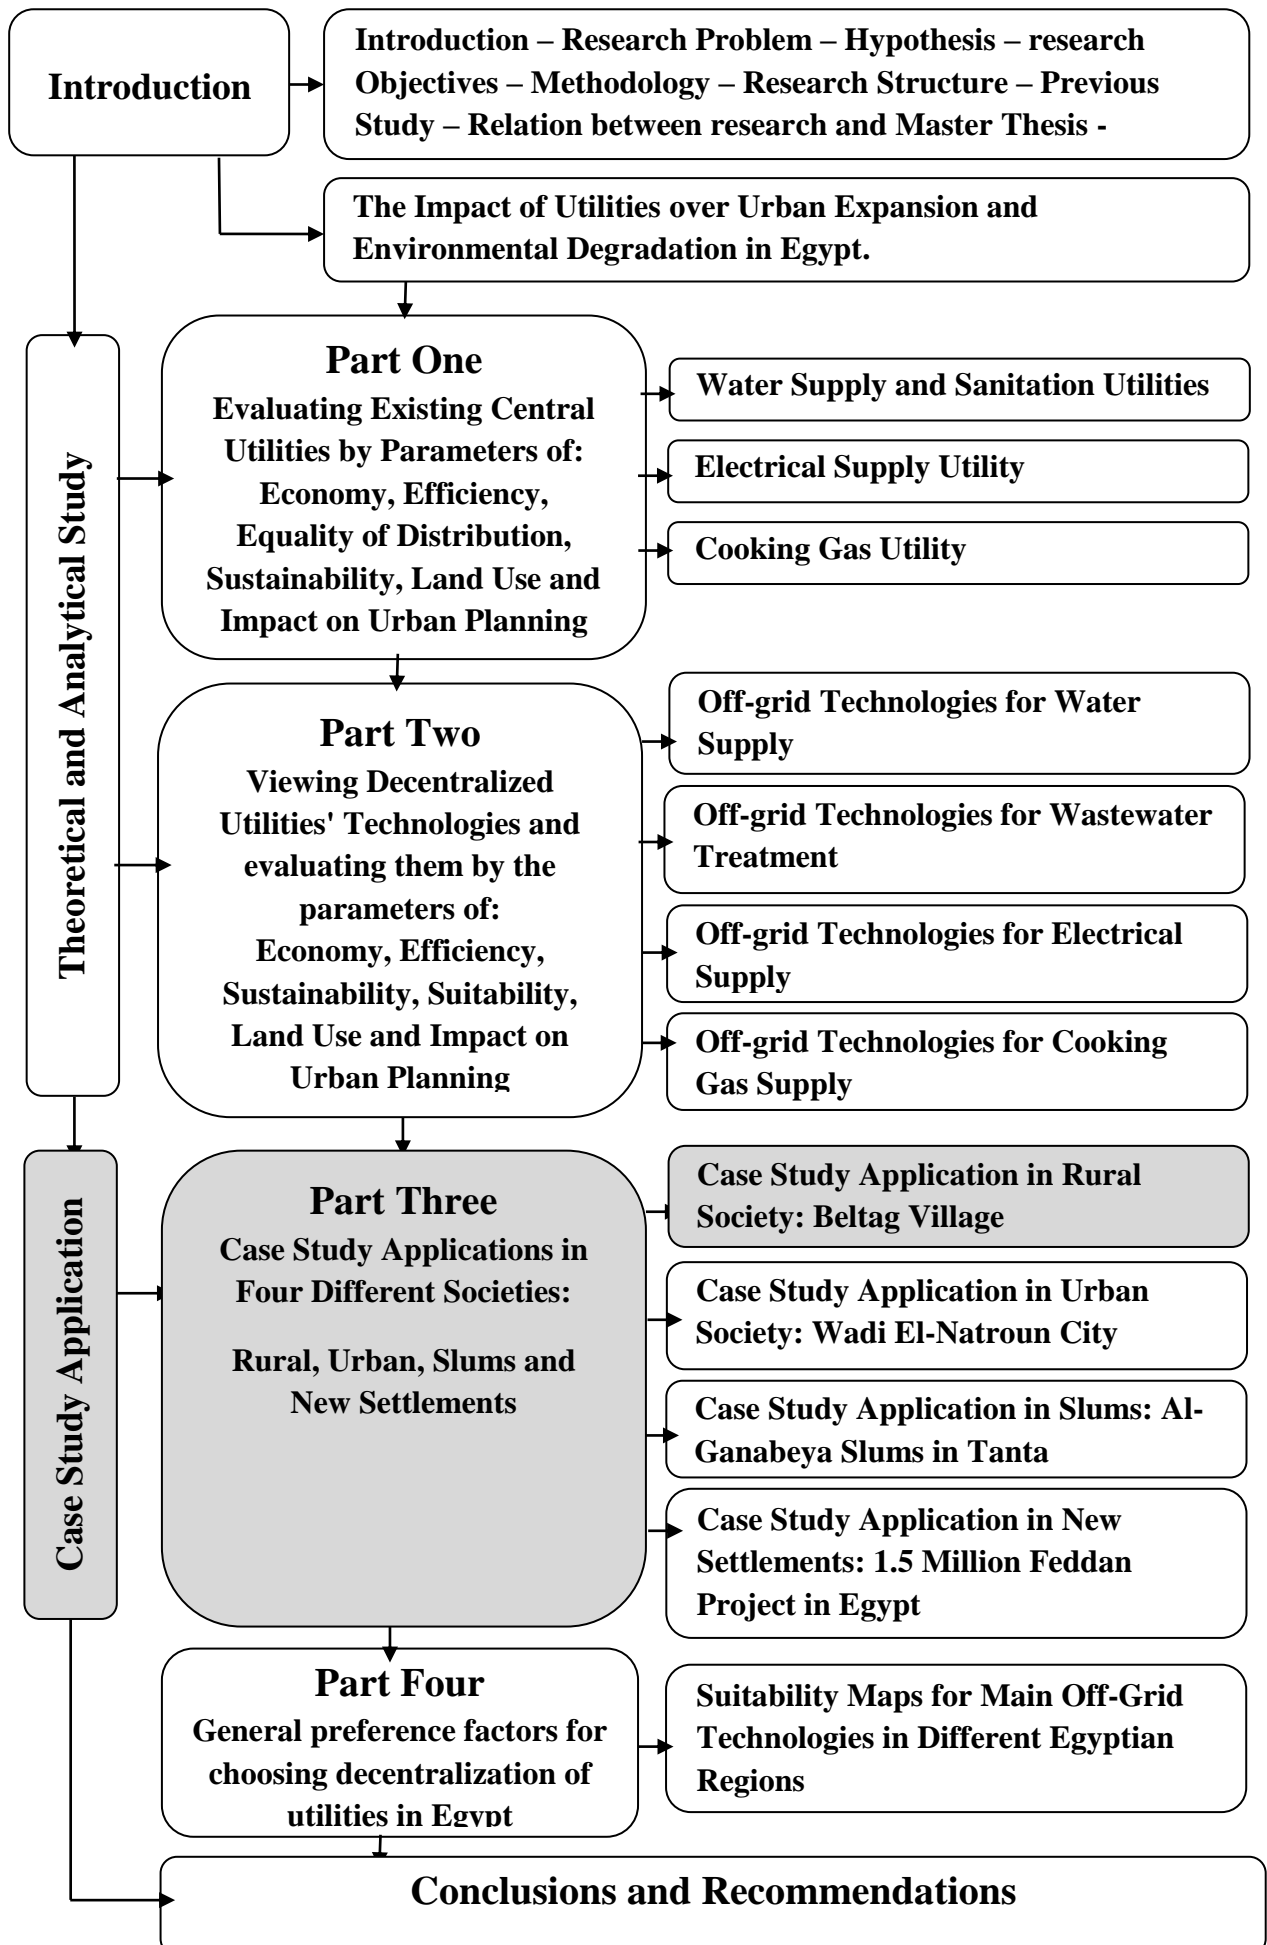 Introduction
Introduction – Research Problem – Hypothesis – research
Objectives – Methodology – Research Structure – Previous
Study – Relation between research and Master Thesis -
The Impact of Utilities over Urban Expansion and
Environmental Degradation in Egypt.
Theoretical and Analytical Study
Part One
Evaluating Existing Central
Utilities by Parameters of:
Economy, Efficiency,
Equality of Distribution,
Sustainability, Land Use and
Impact on Urban Planning
Water Supply and Sanitation Utilities
Electrical Supply Utility
Cooking Gas Utility
Part Two
Viewing Decentralized
Utilities' Technologies and
evaluating them by the
parameters of:
Economy, Efficiency,
Sustainability, Suitability,
Land Use and Impact on
Urban Planning
Off-grid Technologies for Water
Supply
Off-grid Technologies for Wastewater
Treatment
Off-grid Technologies for Electrical
Supply
Off-grid Technologies for Cooking
Gas Supply
Case Study Application
Part Three
Case Study Applications in
Four Different Societies:
Rural, Urban, Slums and
New Settlements
Case Study Application in Rural
Society: Beltag Village
Case Study Application in Urban
Society: Wadi El-Natroun City
Case Study Application in Slums: Al-
Ganabeya Slums in Tanta
Case Study Application in New
Settlements: 1.5 Million Feddan
Project in Egypt
Part Four
General preference factors for
choosing decentralization of
utilities in Egypt
Suitability Maps for Main Off-Grid
Technologies in Different Egyptian
Regions
Conclusions and Recommendations